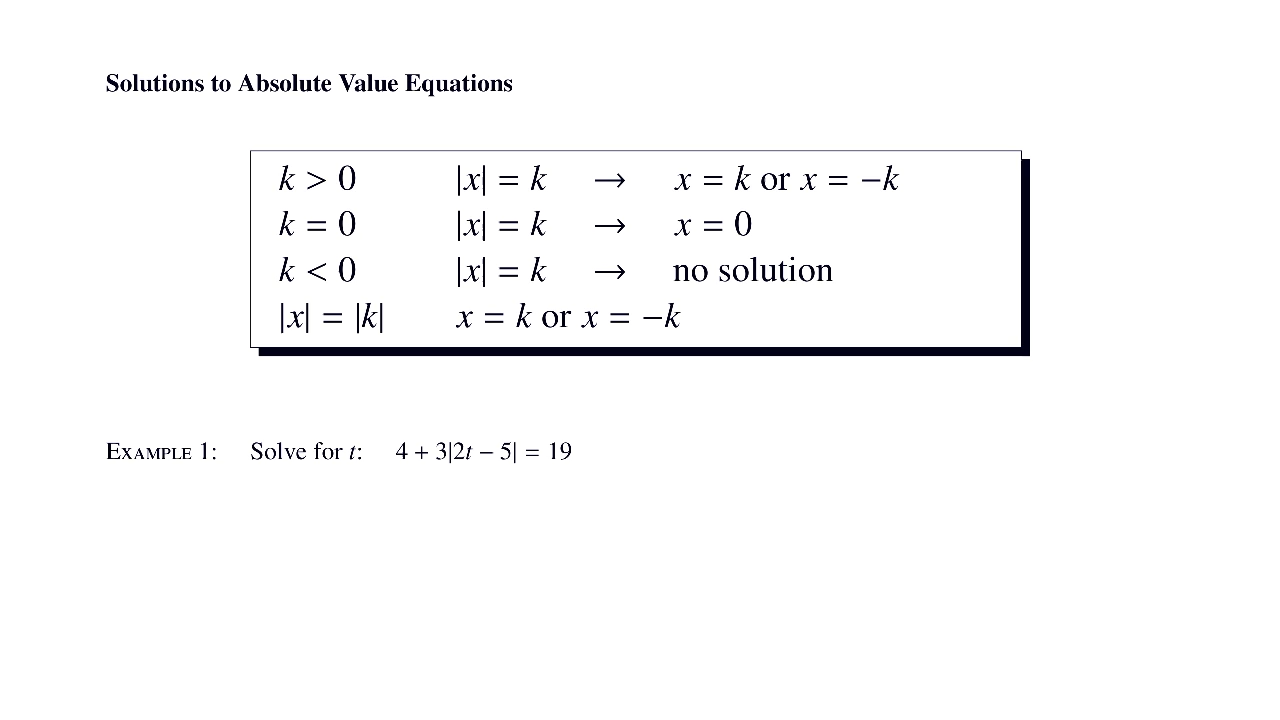 Solutions to Absolute Value Equations
k > 0 |x| = k → x = k or x = −k
k = 0 |x| = k → x = 0
k < 0 |x| = k → no solution
|x| = |k| x = k or x = −k
Example 1: Solve for t: 4 + 3|2t − 5| = 19